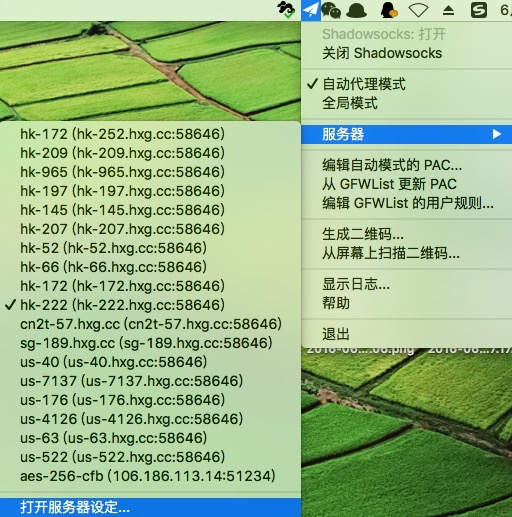 Shadowsocks: 打开
关闭 Shadowsocks
自动代理模式
全局模式
服务器
编辑自动模式的 PAC...
从 GFWList 更新 PAC
编辑 GFWList 的用户规则...
生成二维码...
从屏幕上扫描二维码...
显示日志...
帮助
退出
hk-172 (hk-252.hxg.cc:58646)
hk-209 (hk-209.hxg.cc:58646)
hk-965 (hk-965.hxg.cc:58646)
hk-197 (hk-197.hxg.cc:58646)
hk-145 (hk-145.hxg.cc:58646)
hk-207 (hk-207.hxg.cc:58646)
hk-52 (hk-52.hxg.cc:58646)
hk-66 (hk-66.hxg.cc:58646)
hk-172 (hk-172.hxg.cc:58646)
hk-222 (hk-222.hxg.cc:58646)
cn2t-57.hxg.cc (cn2t-57.hxg.cc:58646)
sg-189.hxg.cc (sg-189.hxg.cc:58646)
us-40 (us-40.hxg.cc:58646)
us-7137 (us-7137.hxg.cc:58646)
us-176 (us-176.hxg.cc:58646)
us-4126 (us-4126.hxg.cc:58646)
us-63 (us-63.hxg.cc:58646)
us-522 (us-522.hxg.cc:58646)
aes-256-cfb (106.186.113.14:51234)
打开服务器设定...